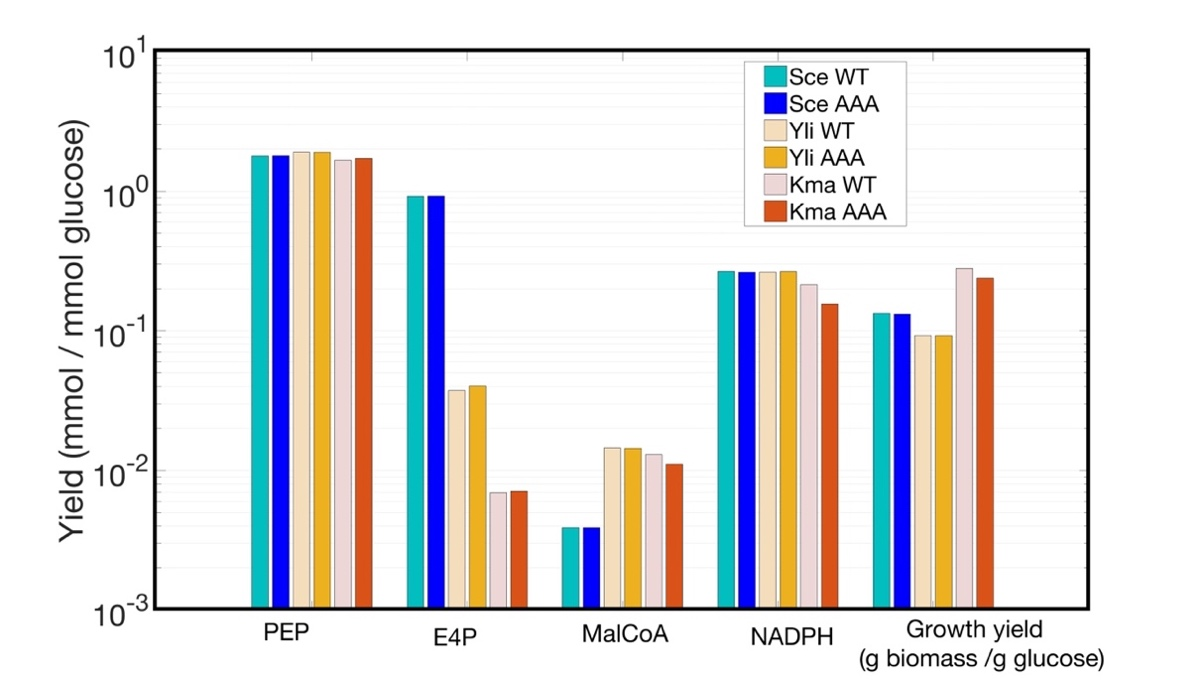 Yield (mmol / mmol glucose)
10^1
10^0
10^-1
10^-2
10^-3
Sce WT
Sce AAA
Yli WT
Yli AAA
Kma WT
Kma AAA
PEP
E4P
MalCoA
NADPH
Growth yield
(g biomass /g glucose)